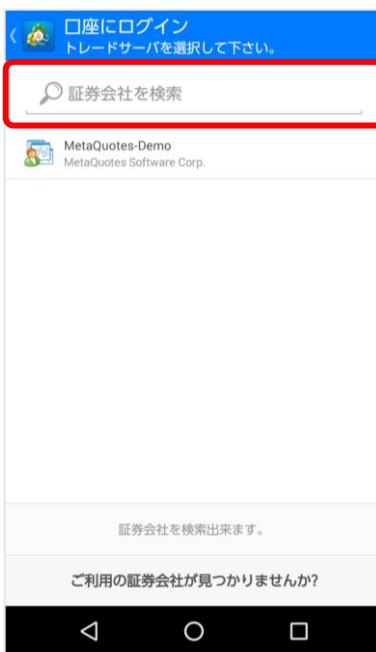 口座にログイン
トレードサーバを選択して下さい。
証券会社を検索
MetaQuotes-Demo
MetaQuotes Software Corp.
証券会社を検索出来ます。
ご利用の証券会社が見つかりませんか?